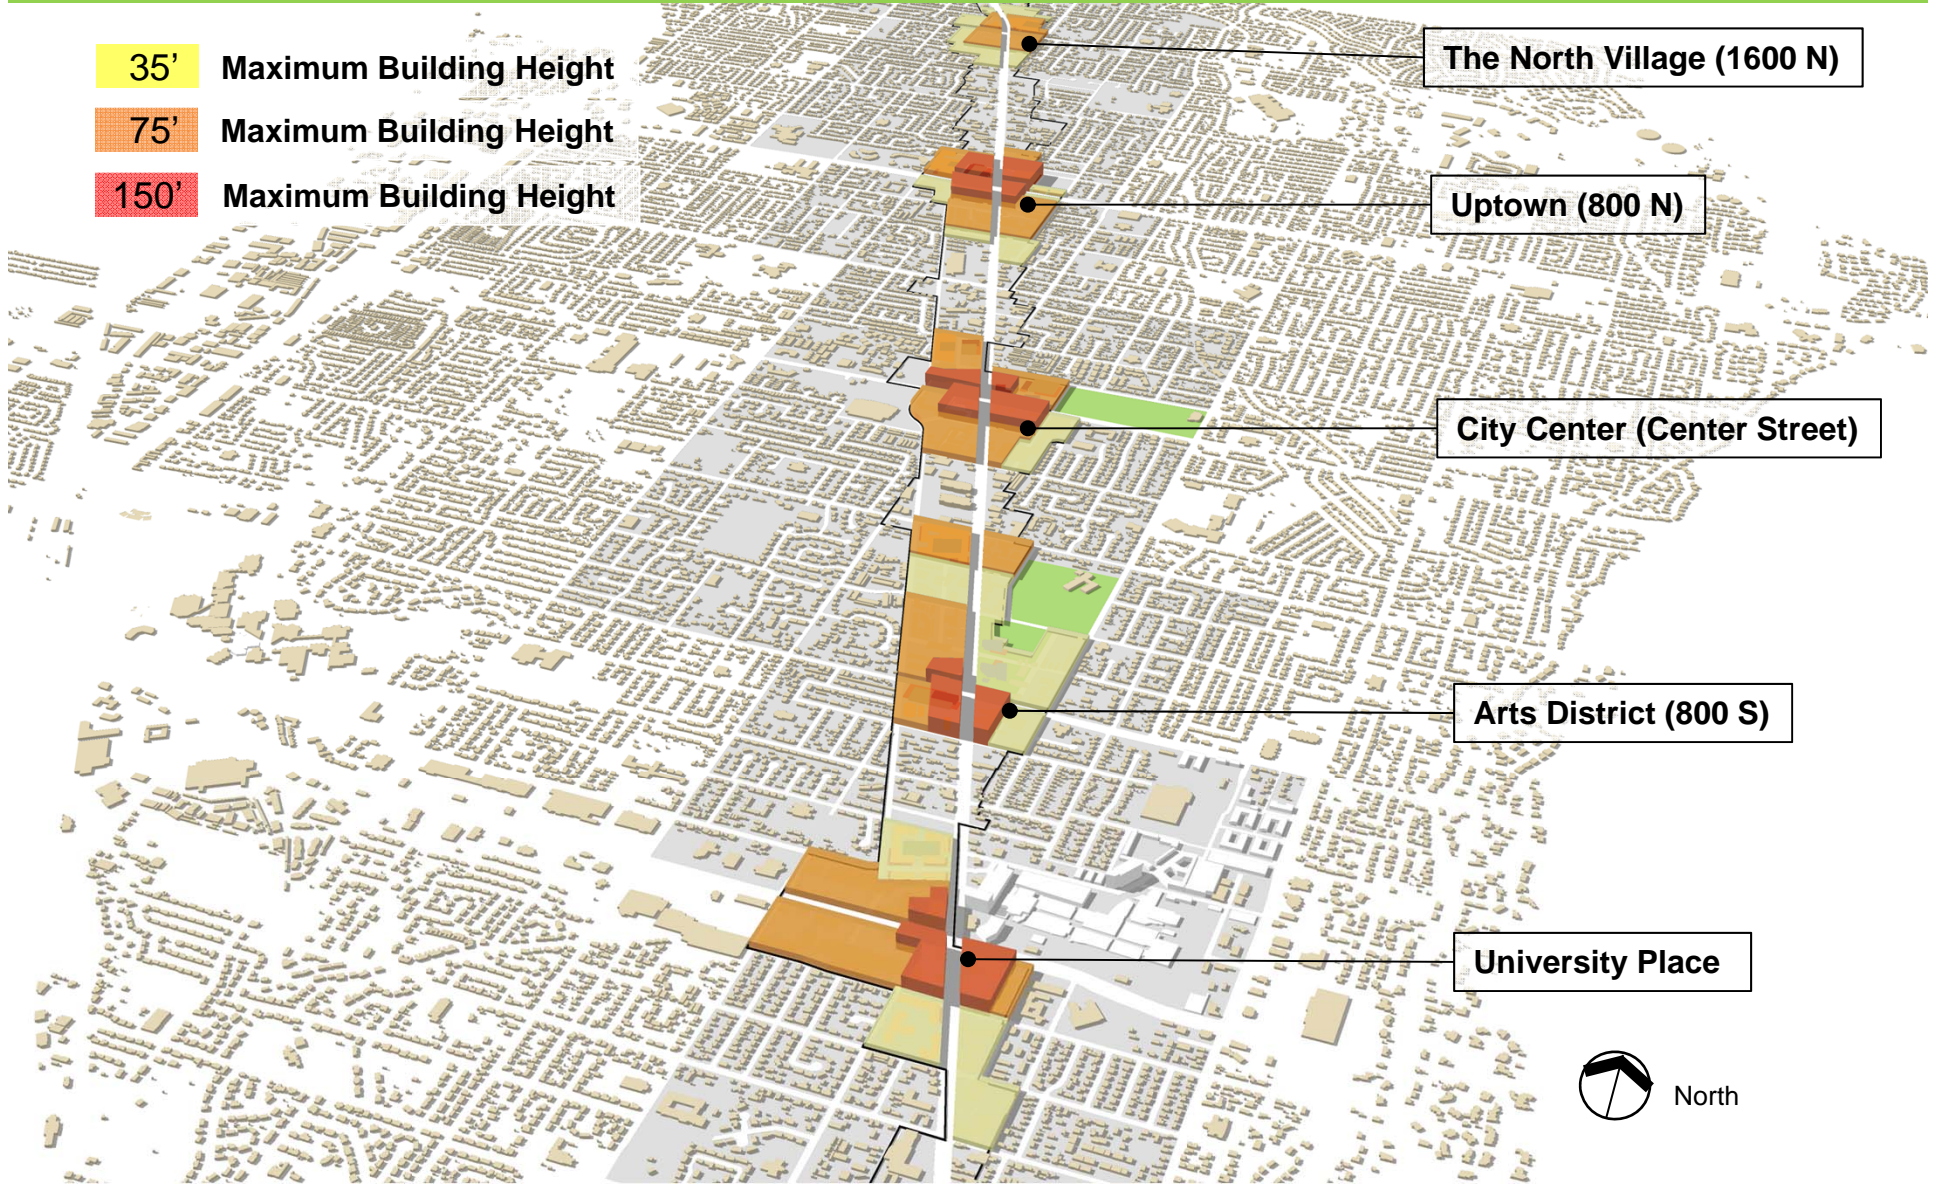 35’ Maximum Building Height
75’ Maximum Building Height
150’ Maximum Building Height
The North Village (1600 N)
Uptown (800 N)
City Center (Center Street)
Arts District (800 S)
University Place
North